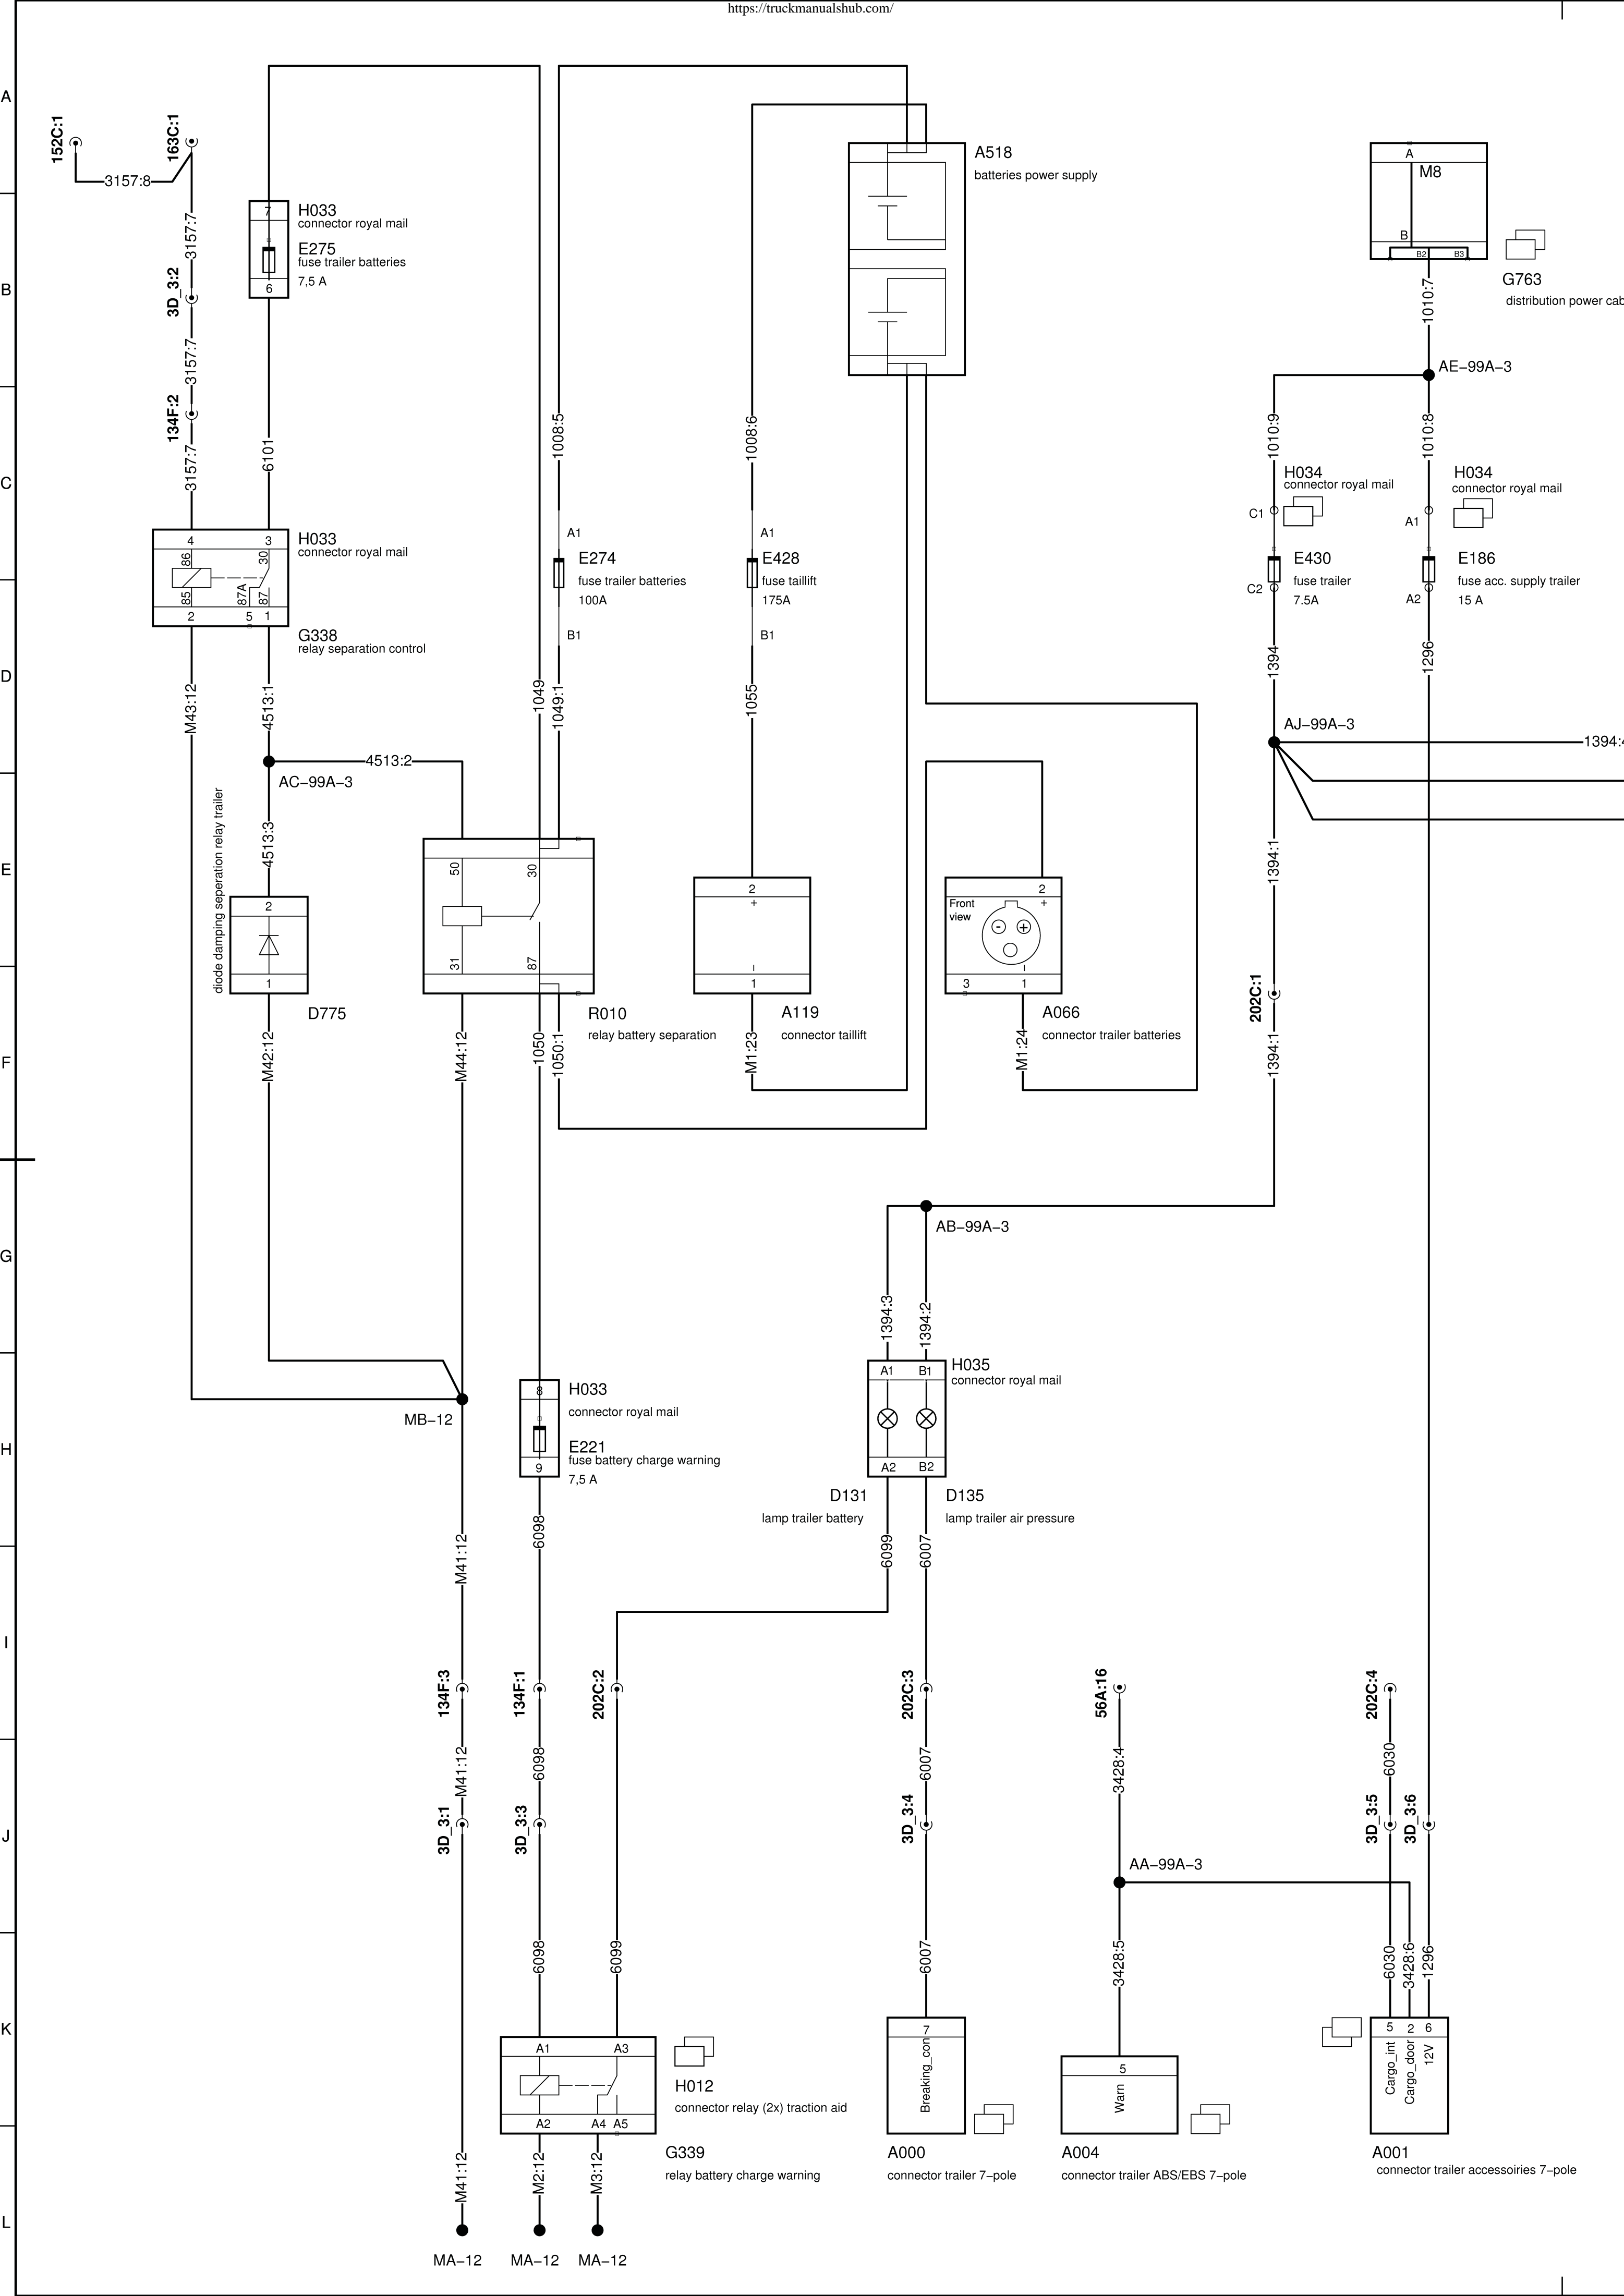 https://truckmanualshub.com/
A
B
C
D
E
F
G
H
I
J
K
L
152C:1
163C:1
3157:8
3157:7
3D_3:2
3157:7
134F:2
3157:7
7
H033
connector royal mail
E275
fuse trailer batteries
7,5 A
6
6101
4
3
86
30
85
87A
87
2
5
1
H033
connector royal mail
G338
relay separation control
M43:12
4513:1
4513:2
AC-99A-3
4513:3
diode damping seperation relay trailer
2
1
D775
M42:12
1008:5
A1
E274
fuse trailer batteries
100A
B1
1049
1049:1
1008:6
A1
E428
fuse taillift
175A
B1
1055
A518
batteries power supply
50
30
31
87
R010
relay battery separation
M44:12
1050
1050:1
2
+
–
1
A119
connector taillift
M1:23
Front
view
2
+
-
+
–
3
1
A066
connector trailer batteries
M1:24
A
M8
B
B2
B3
G763
distribution power cab
1010:7
AE-99A-3
1010:9
1010:8
H034
connector royal mail
C1
E430
fuse trailer
7.5A
C2
H034
connector royal mail
A1
E186
fuse acc. supply trailer
15 A
A2
1394
1296
AJ-99A-3
1394:4
1394:1
202C:1
1394:1
AB-99A-3
1394:3
1394:2
A1
B1
H035
connector royal mail
A2
B2
D131
lamp trailer battery
D135
lamp trailer air pressure
6099
6007
MB-12
8
H033
connector royal mail
E221
fuse battery charge warning
7,5 A
9
M41:12
6098
134F:3
134F:1
202C:2
202C:3
56A:16
202C:4
M41:12
6098
6007
3428:4
6030
3D_3:1
3D_3:3
3D_3:4
3D_3:5
3D_3:6
AA-99A-3
6098
6099
6007
3428:5
6030
3428:6
1296
A1
A3
A2
A4
A5
H012
connector relay (2x) traction aid
G339
relay battery charge warning
7
Breaking_con
A000
connector trailer 7-pole
5
Warn
A004
connector trailer ABS/EBS 7-pole
5
2
6
Cargo_int
Cargo_door
12V
A001
connector trailer accessoiries 7-pole
M41:12
M2:12
M3:12
MA-12
MA-12
MA-12